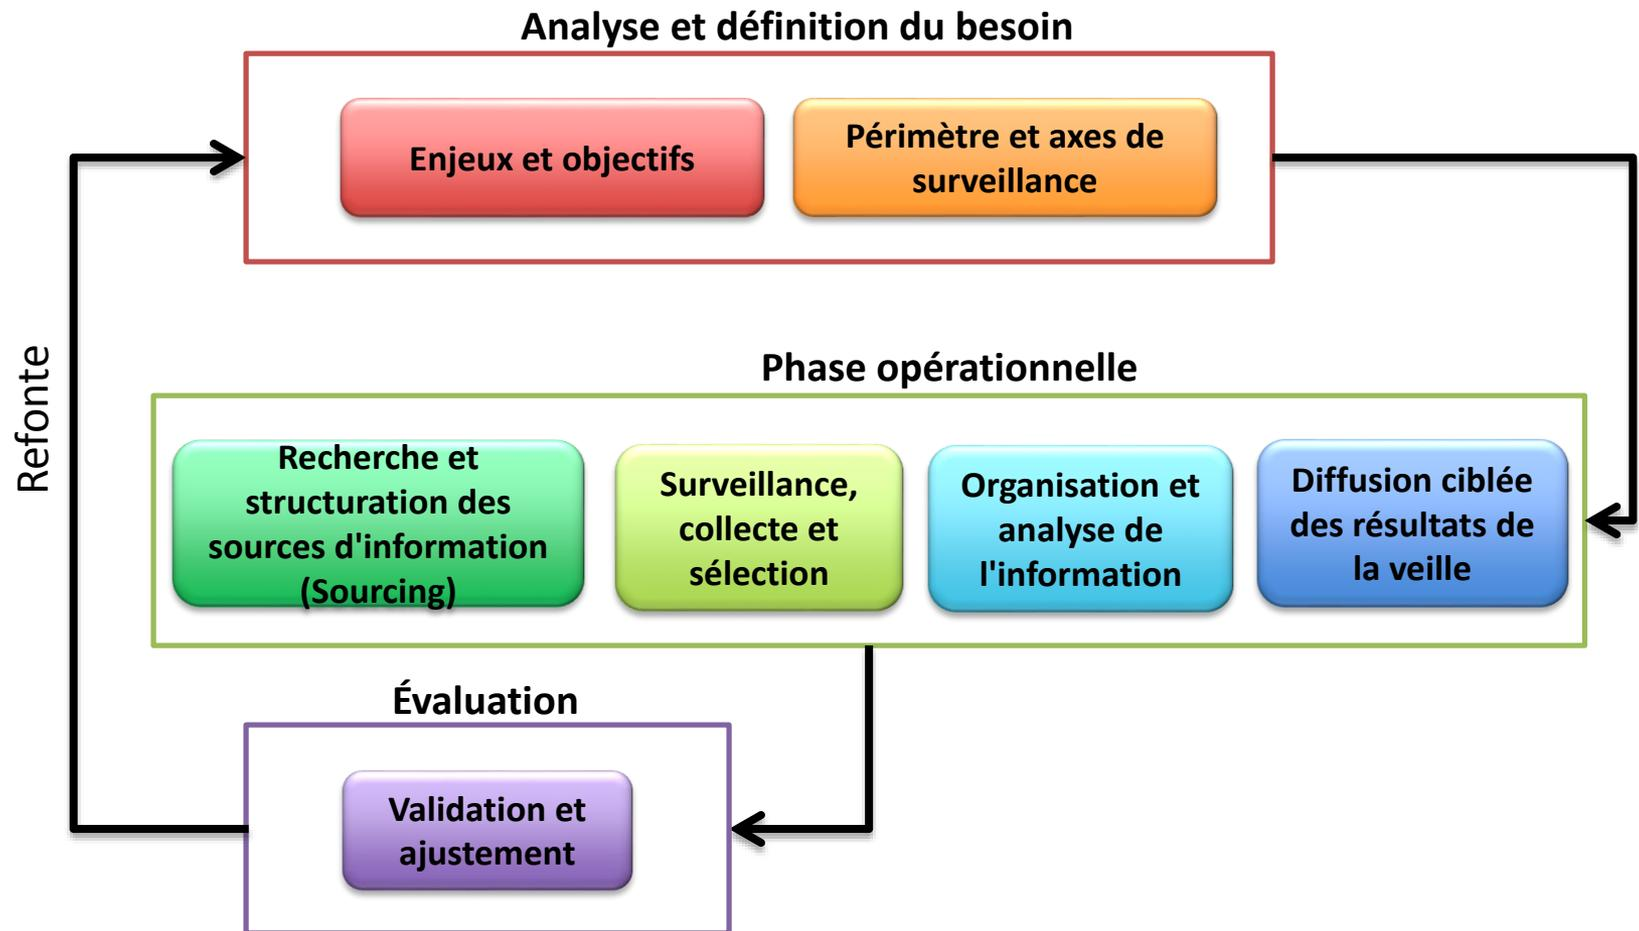 Analyse et définition du besoin
Enjeux et objectifs
Périmètre et axes de
surveillance
Refonte
Phase opérationnelle
Recherche et
structuration des
sources d'information
(Sourcing)
Surveillance,
collecte et
sélection
Organisation et
analyse de
l'information
Diffusion ciblée
des résultats de
la veille
Évaluation
Validation et
ajustement